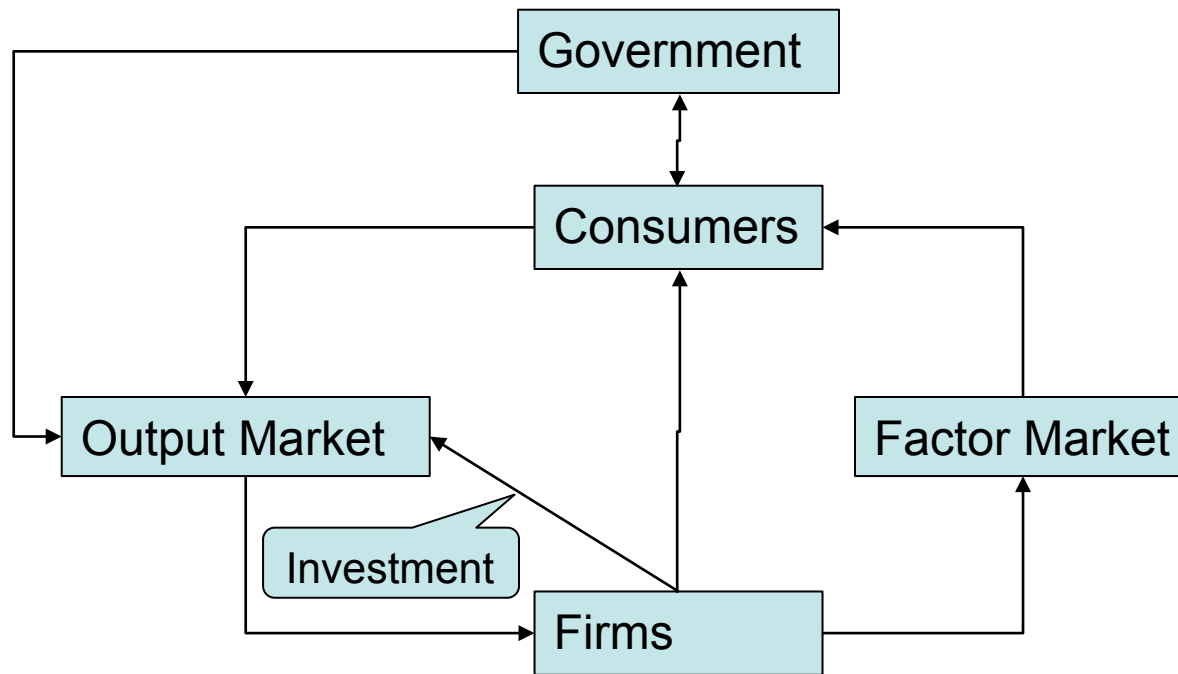 Government
Consumers
Output Market
Factor Market
Investment
Firms